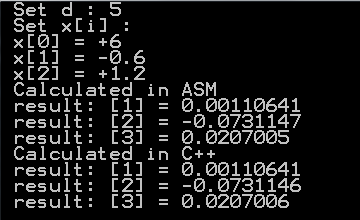 Set d : 5
Set x[i] :
x[0] = +6
x[1] = -0.6
x[2] = +1.2
Calculated in ASM
result: [1] = 0.00110641
result: [2] = -0.0731147
result: [3] = 0.0207005
Calculated in C++
result: [1] = 0.00110641
result: [2] = -0.0731146
result: [3] = 0.0207006